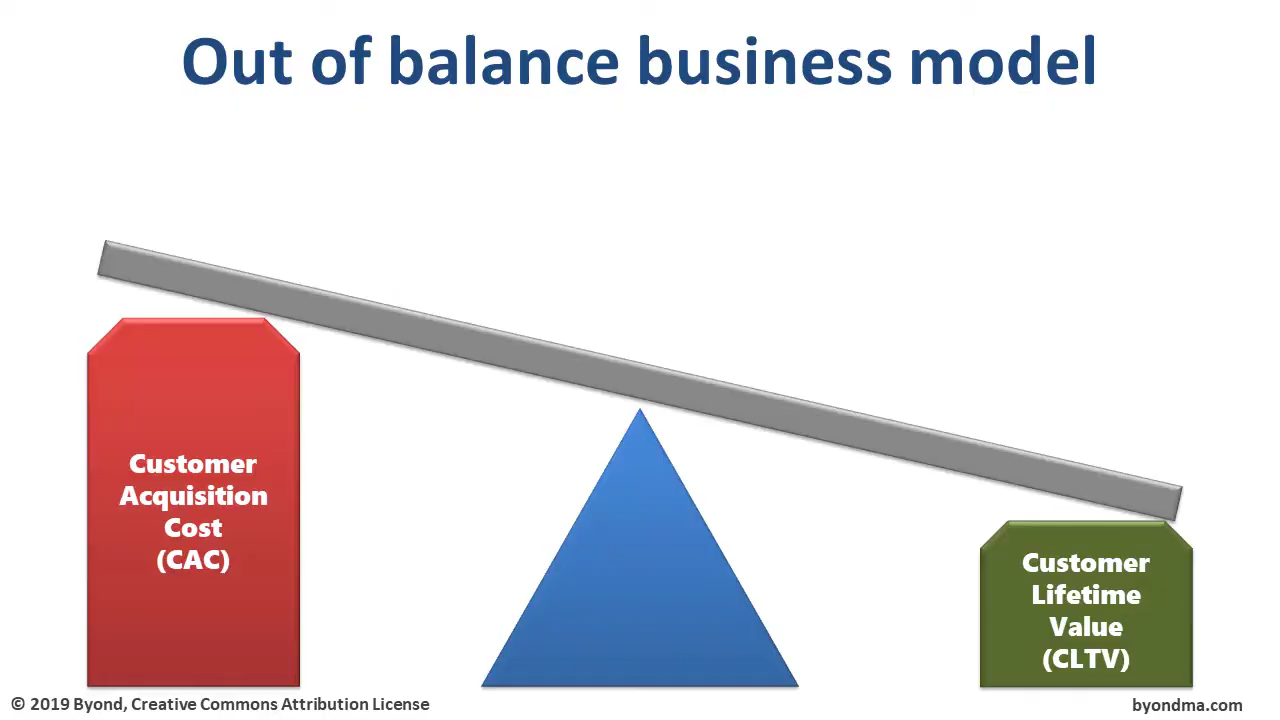 Out of balance business model
Customer
Acquisition
Cost
(CAC)
Customer
Lifetime
Value
(CLTV)
© 2019 Byond, Creative Commons Attribution License
byondma.com